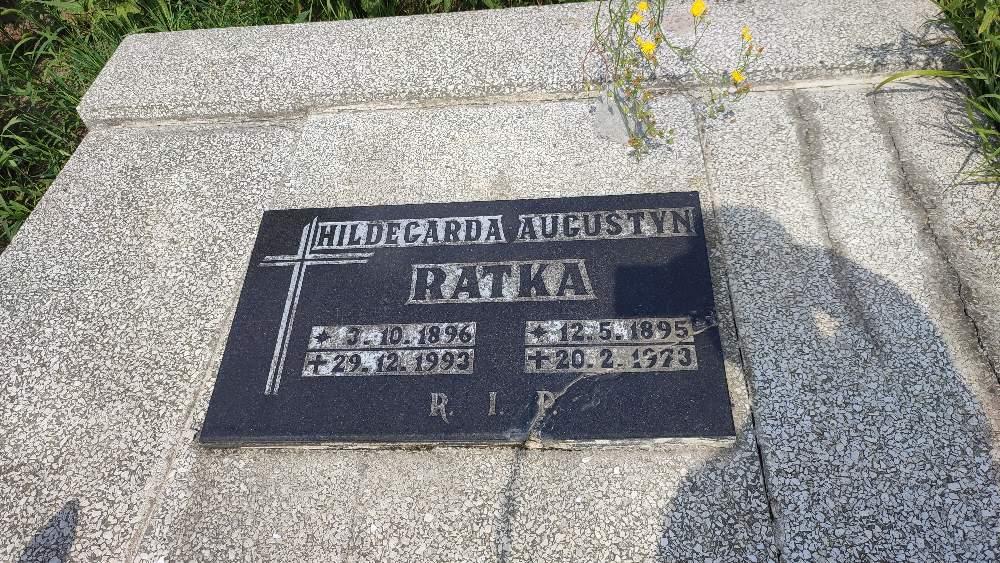 HILDEGARDA AUGUSTYN
RATKA
* 3.10.1896 * 12.5.1895
+ 29.12.1993 + 20.2.1973
R. I. P.